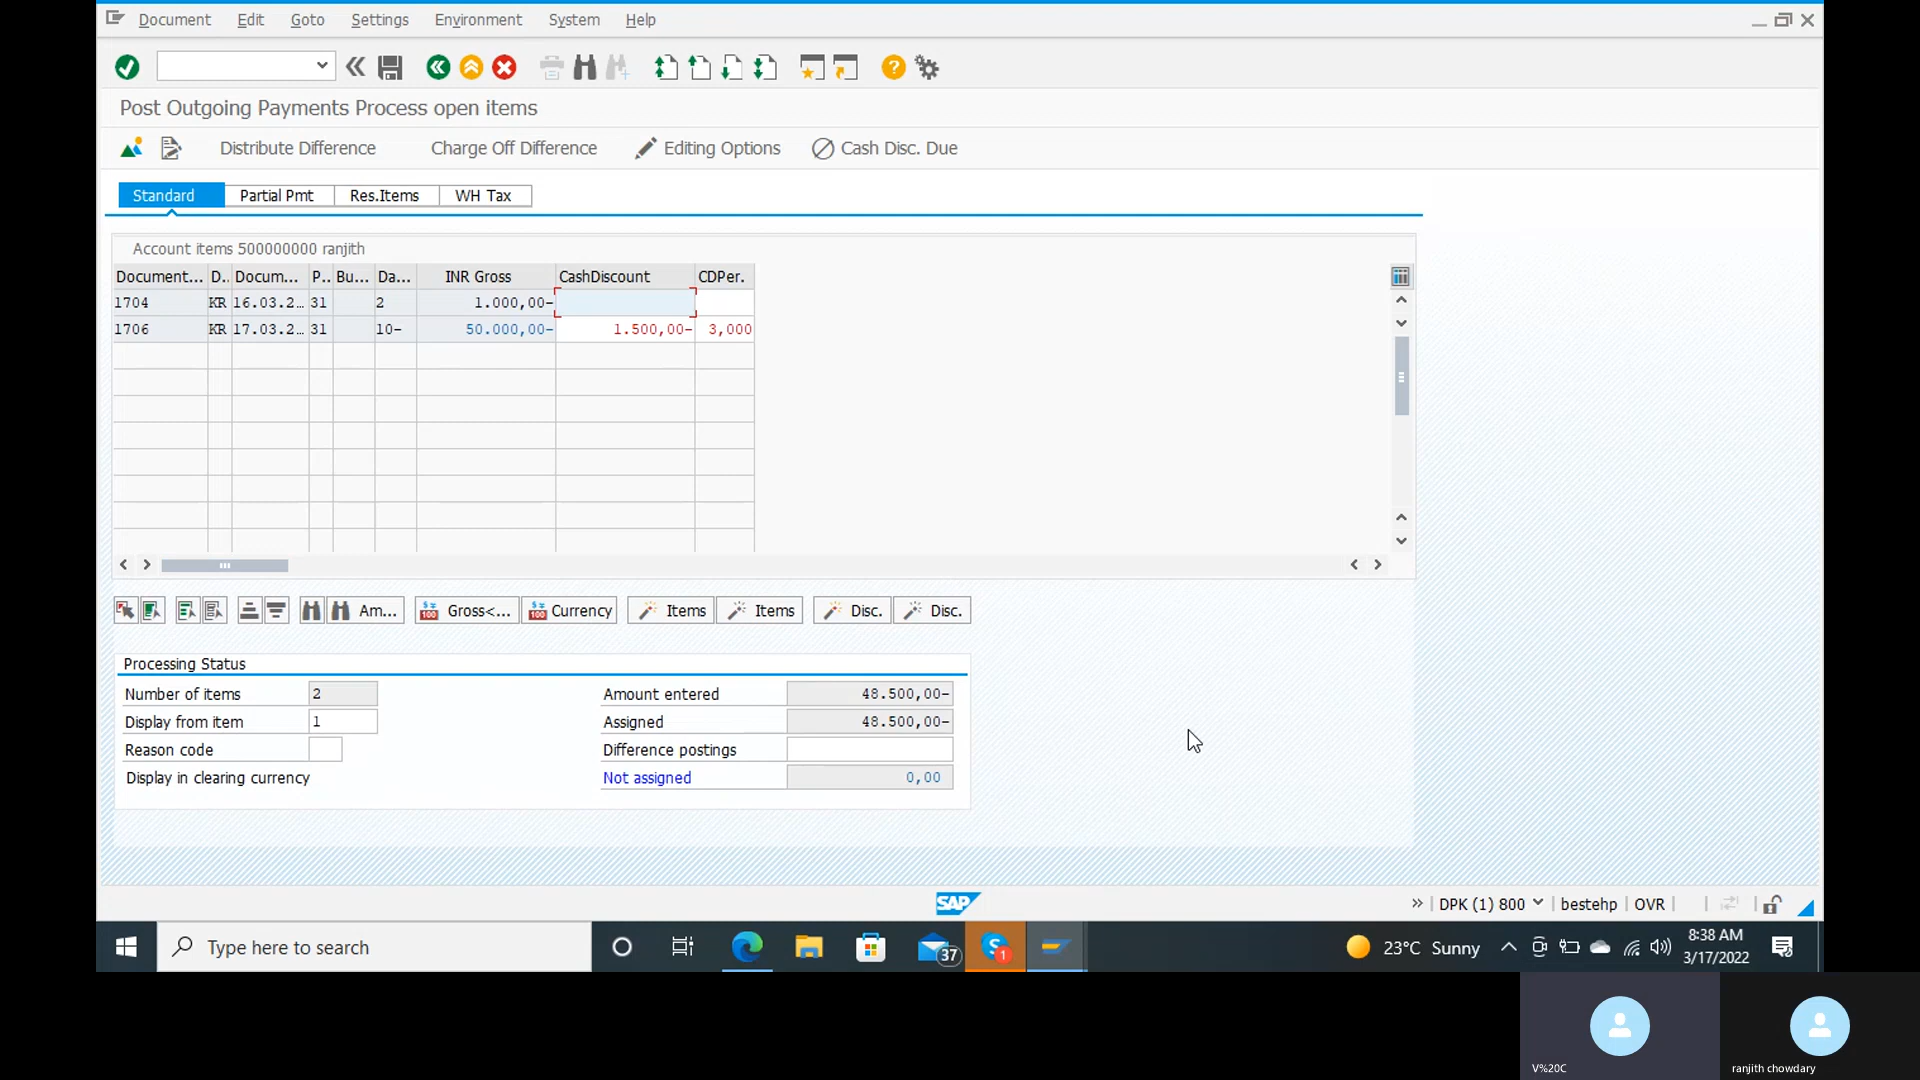 Document Edit Goto Settings Environment System Help
Post Outgoing Payments Process open items
Distribute Difference Charge Off Difference Editing Options Cash Disc. Due
Standard Partial Pmt Res.Items WH Tax
Account items 500000000 ranjith
Document... D.. Docum... P.. Bu... Da... INR Gross CashDiscount CDPer.
1704 KR 16.03.2... 31 2 1.000,00-
1706 KR 17.03.2... 31 10- 50.000,00- 1.500,00- 3,000
Am... Gross<... Currency Items Items Disc. Disc.
Processing Status
Number of items 2 Amount entered 48.500,00-
Display from item 1 Assigned 48.500,00-
Reason code Difference postings
Display in clearing currency Not assigned 0,00
SAP DPK (1) 800 bestehp OVR
Type here to search 37 S 1 23°C Sunny 8:38 AM
3/17/2022
V%20C ranjith chowdary